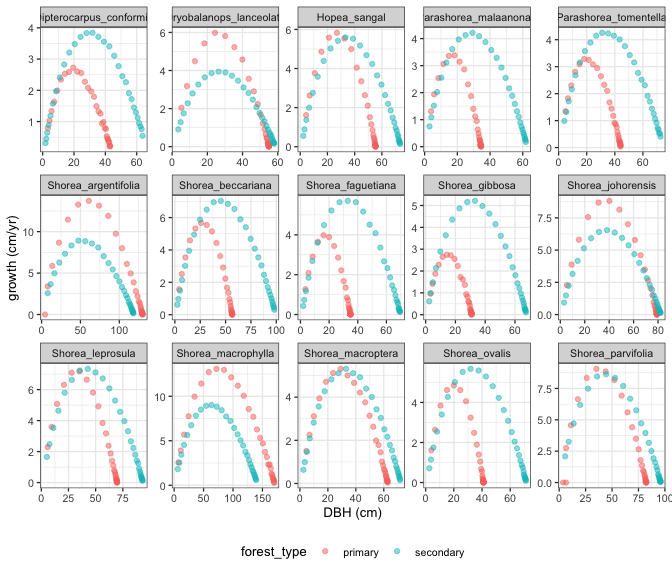 ipterocarpus_conformi
ryobalanops_lanceolat
Hopea_sangal
arashorea_malaanona
Parashorea_tomentella
4
3
2
1
0 20 40 60
6
4
2
0
0 20 40 60
6
4
2
0
0 20 40 60
4
3
2
1
0
0 20 40 60
4
3
2
1
0
0 20 40 60
Shorea_argentifolia
Shorea_beccariana
Shorea_faguetiana
Shorea_gibbosa
Shorea_johorensis
growth (cm/yr)
10
5
0
0 50 100
6
4
2
0
0 25 50 75 100
4
2
0
0 20 40 60
5
4
3
2
1
0
0 20 40 60
7.5
5.0
2.5
0.0
0 20 40 60 80
Shorea_leprosula
Shorea_macrophylla
Shorea_macroptera
Shorea_ovalis
Shorea_parvifolia
6
4
2
0
0 25 50 75
10
5
0
0 50 100 150
4
2
0
0 20 40 60
4
2
0
0 20 40 60
7.5
5.0
2.5
0.0
0 25 50 75 100
DBH (cm)
forest_type primary secondary